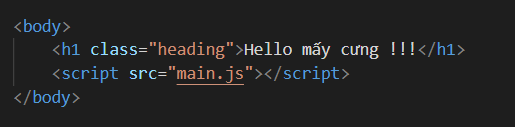 <body>
<h1 class="heading">Hello mấy cưng !!!</h1>
<script src="main.js"></script>
</body>